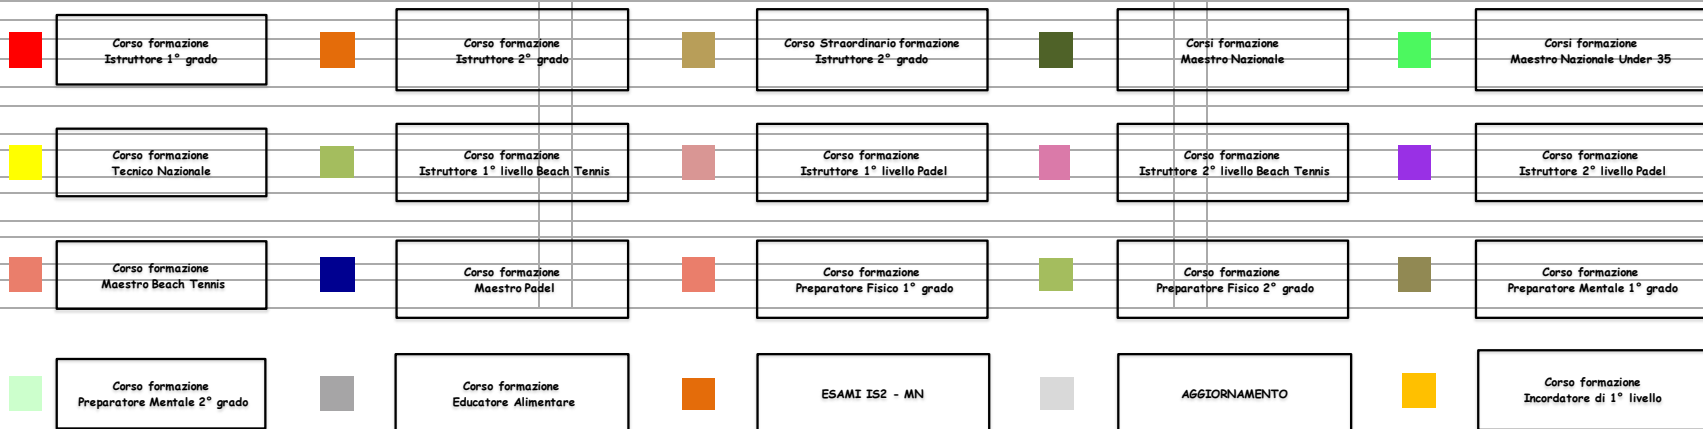 Corso formazione
Istruttore 1° grado
Corso formazione
Istruttore 2° grado
Corso Straordinario formazione
Istruttore 2° grado
Corsi formazione
Maestro Nazionale
Corsi formazione
Maestro Nazionale Under 35
Corso formazione
Tecnico Nazionale
Corso formazione
Istruttore 1° livello Beach Tennis
Corso formazione
Istruttore 1° livello Padel
Corso formazione
Istruttore 2° livello Beach Tennis
Corso formazione
Istruttore 2° livello Padel
Corso formazione
Maestro Beach Tennis
Corso formazione
Maestro Padel
Corso formazione
Preparatore Fisico 1° grado
Corso formazione
Preparatore Fisico 2° grado
Corso formazione
Preparatore Mentale 1° grado
Corso formazione
Preparatore Mentale 2° grado
Corso formazione
Educatore Alimentare
ESAMI IS2 - MN
AGGIORNAMENTO
Corso formazione
Incordatore di 1° livello